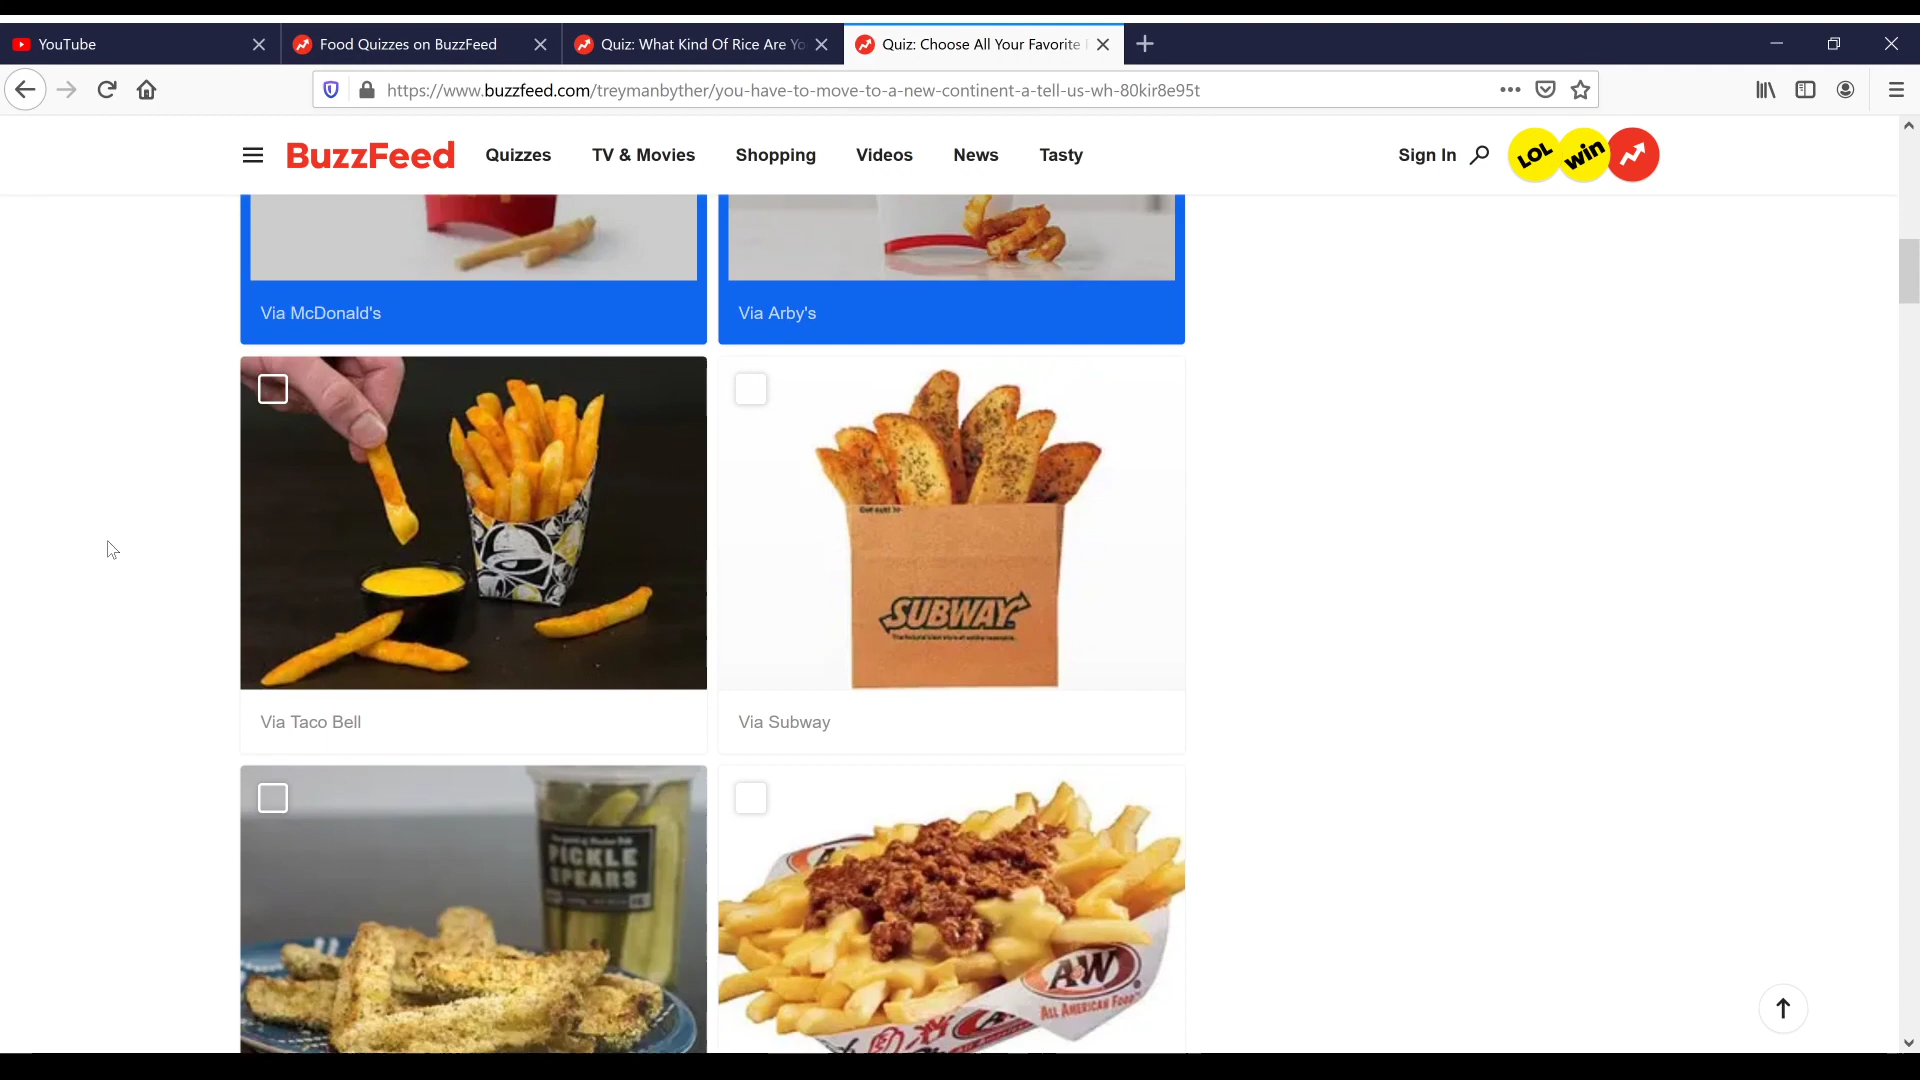 YouTube
Food Quizzes on BuzzFeed
Quiz: What Kind Of Rice Are Yo
Quiz: Choose All Your Favorite
https://www.buzzfeed.com/treymanbyther/you-have-to-move-to-a-new-continent-a-tell-us-wh-80kir8e95t
BuzzFeed
Quizzes
TV & Movies
Shopping
Videos
News
Tasty
Sign In
LOL
win
Via McDonald's
Via Arby's
SUBWAY
Via Taco Bell
Via Subway
PICKLE
SPEARS
A&W
ALL AMERICAN FOOD